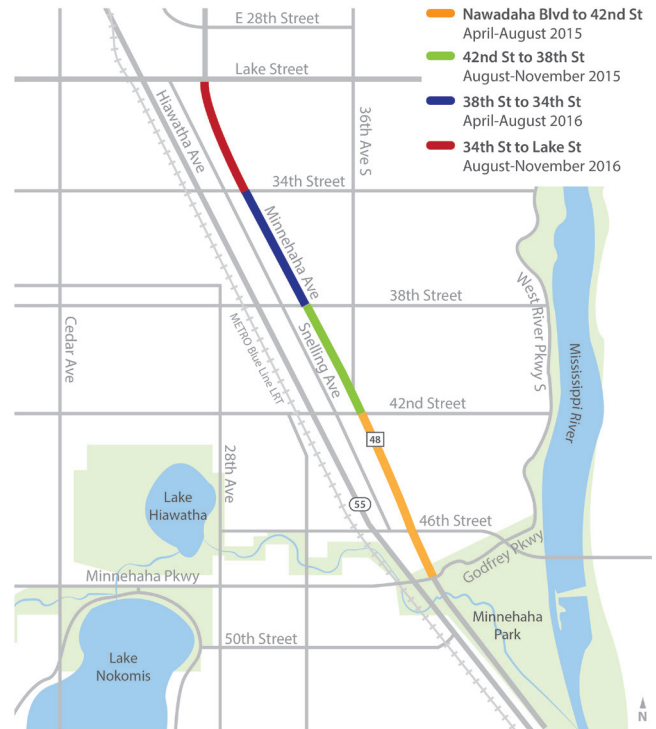 Nawadaha Blvd to 42nd St
April-August 2015
42nd St to 38th St
August-November 2015
38th St to 34th St
April-August 2016
34th St to Lake St
August-November 2016
E 28th Street
Lake Street
Hiawatha Ave
36th Ave S
34th Street
Minnehaha Ave
West River Pkwy S
38th Street
Cedar Ave
METRO Blue Line LRT
Snelling Ave
Mississippi River
42nd Street
48
28th Ave
Lake
Hiawatha
55
46th Street
Godfrey Pkwy
Minnehaha Pkwy
Minnehaha
Park
50th Street
Lake
Nokomis
N